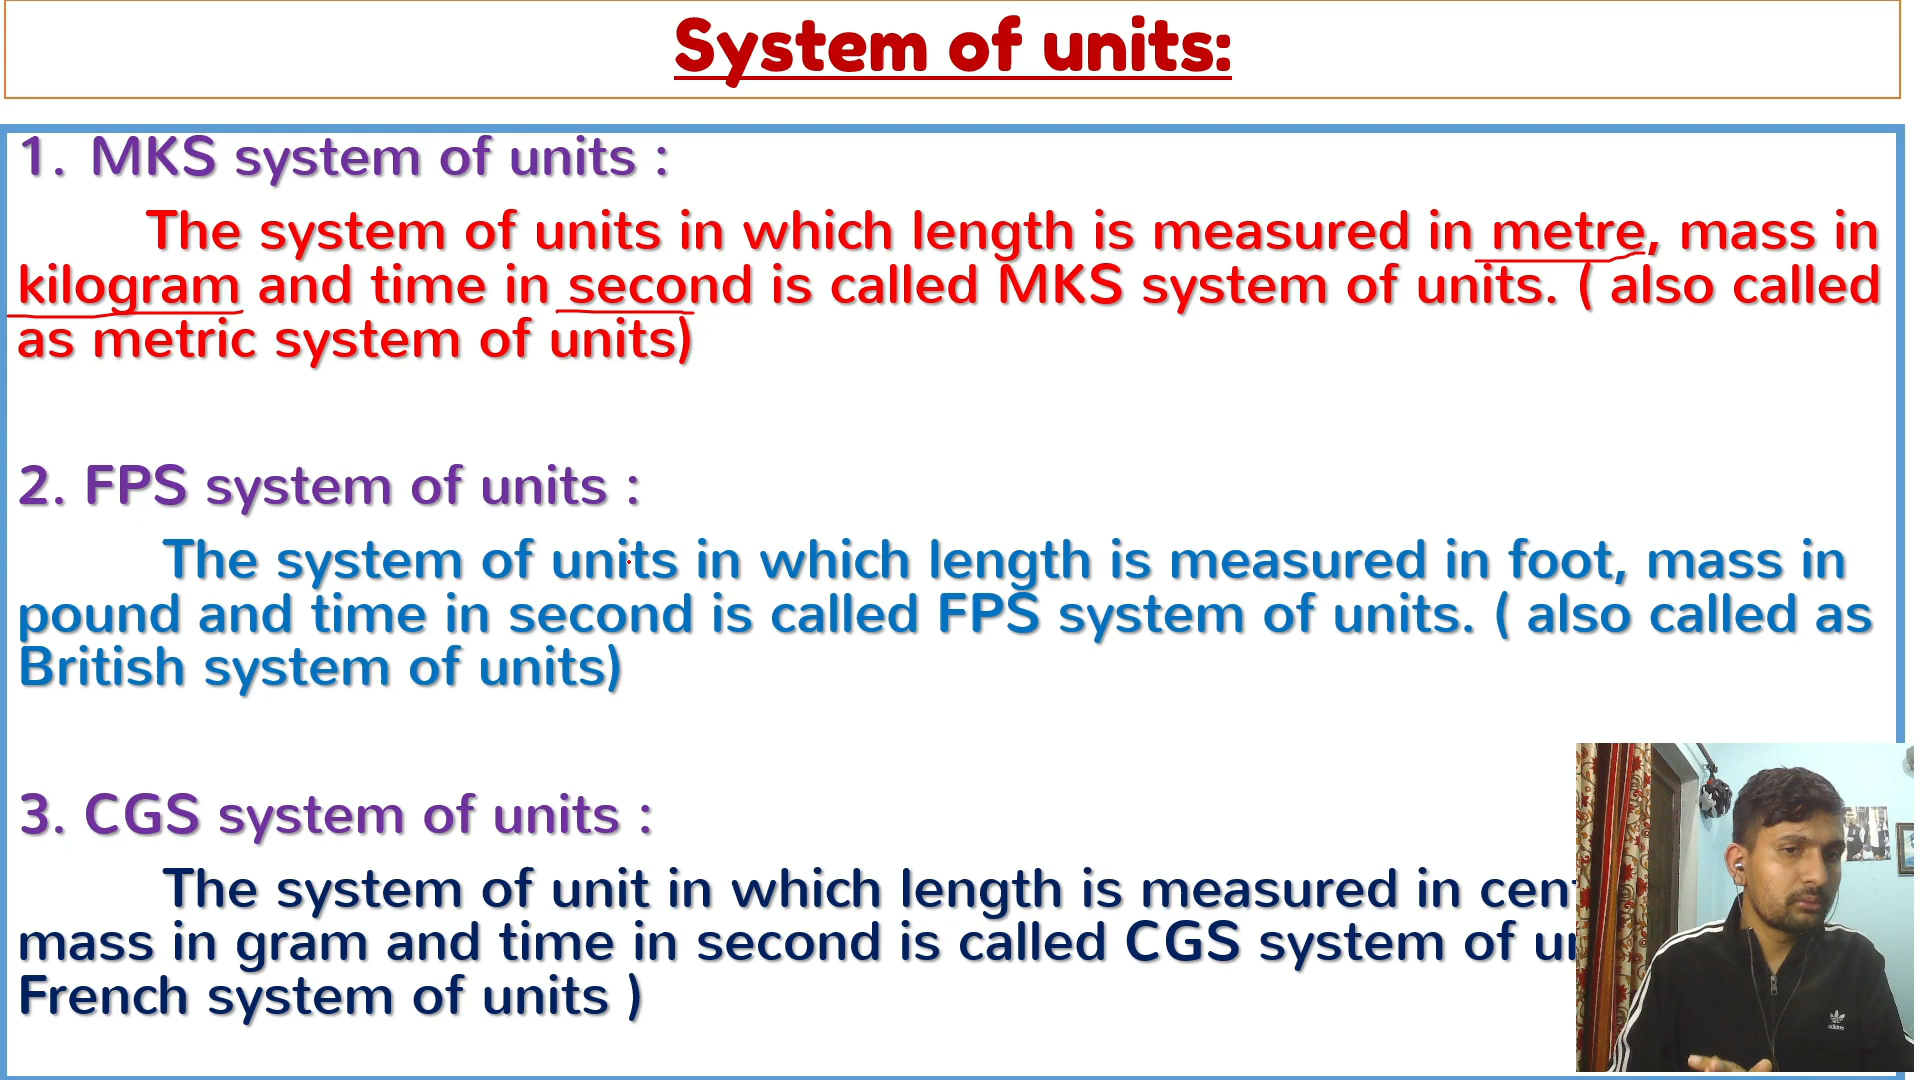 System of units:
1. MKS system of units :
The system of units in which length is measured in metre, mass in
kilogram and time in second is called MKS system of units. ( also called
as metric system of units)
2. FPS system of units :
The system of units in which length is measured in foot, mass in
pound and time in second is called FPS system of units. ( also called as
British system of units)
3. CGS system of units :
The system of unit in which length is measured in
mass in gram and time in second is called CGS system of
French system of units )
adidas